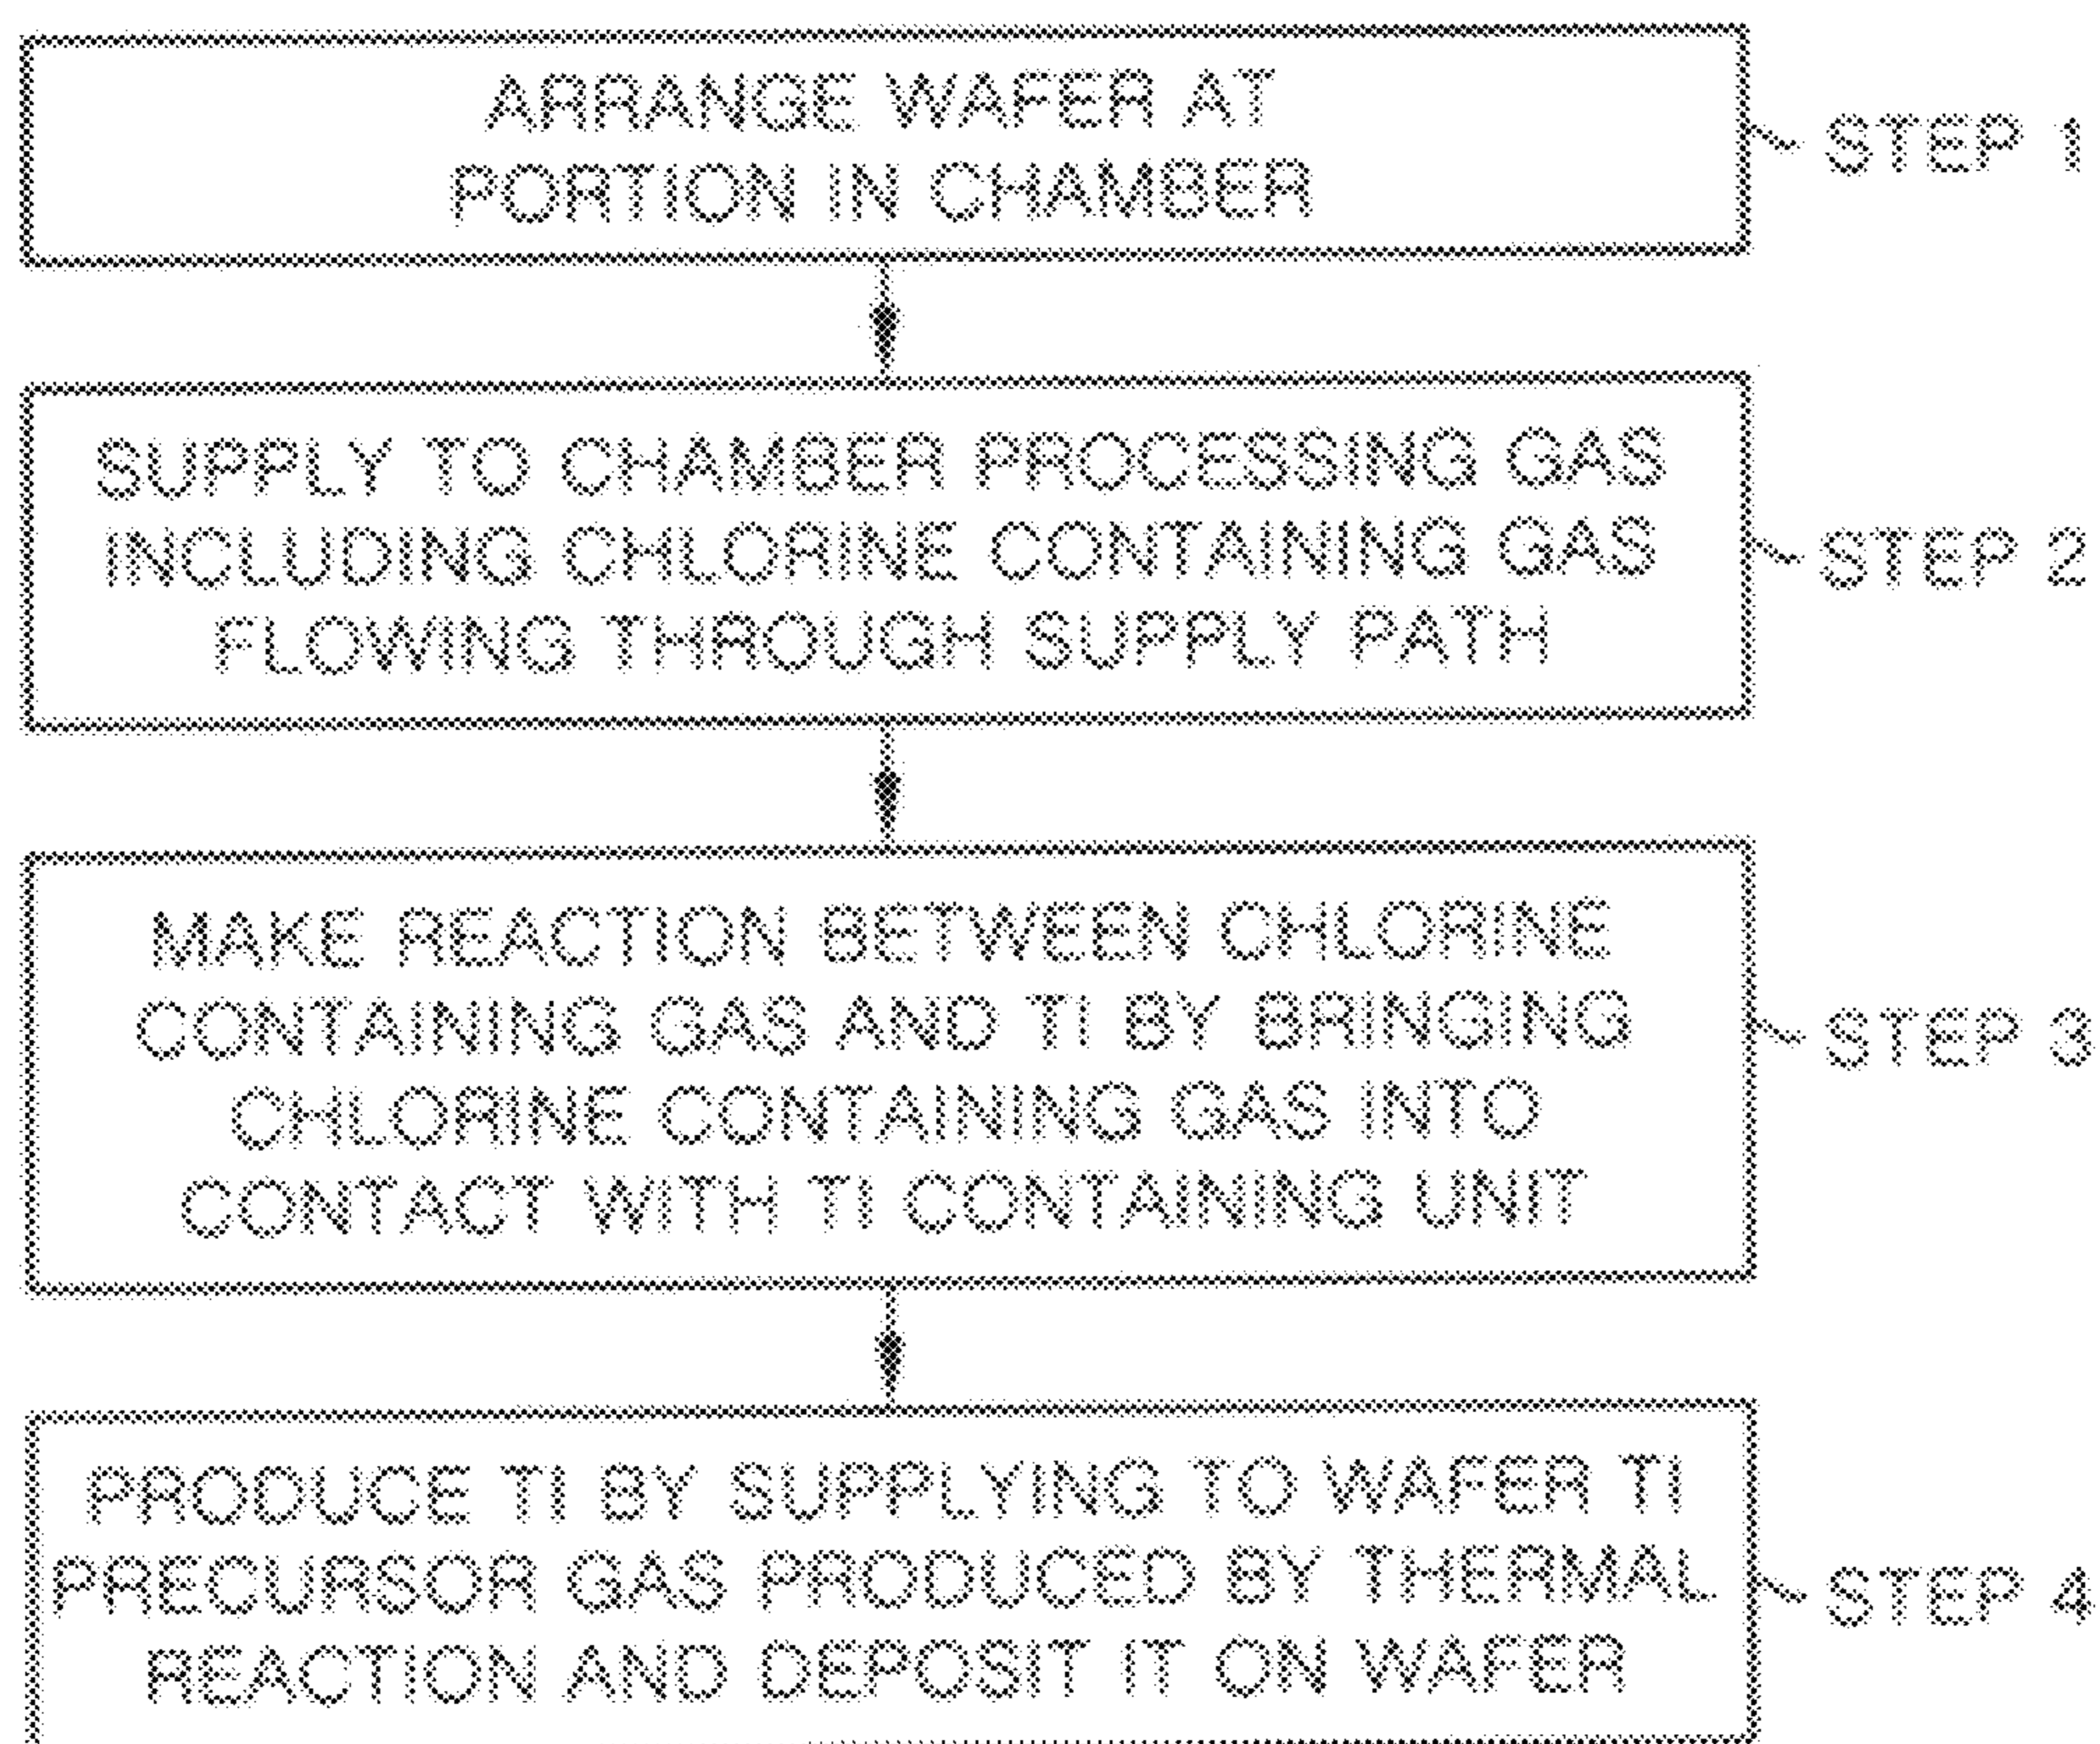 ARRANGE WAFER AT
PORTION IN CHAMBER
STEP 1
SUPPLY TO CHAMBER PROCESSING GAS
INCLUDING CHLORINE CONTAINING GAS
FLOWING THROUGH SUPPLY PATH
STEP 2
MAKE REACTION BETWEEN CHLORINE
CONTAINING GAS AND TI BY BRINGING
CHLORINE CONTAINING GAS INTO
CONTACT WITH TI CONTAINING UNIT
STEP 3
PRODUCE TI BY SUPPLYING TO WAFER TI
PRECURSOR GAS PRODUCED BY THERMAL
REACTION AND DEPOSIT IT ON WAFER
STEP 4